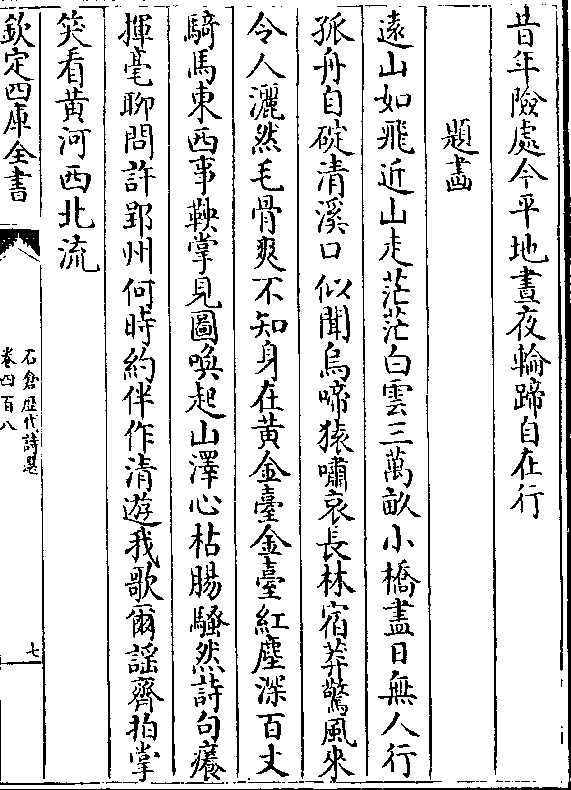 昔年險處今平地晝夜輪蹄自在行
題畫
遠山如飛近山走茫茫白雲三萬畝小橋盡日無人行
孤舟自碇清溪口似聞烏啼猿嘯哀長林宿莽驚風來
令人灑然毛骨爽不知身在黃金臺金臺紅塵深百丈
騎馬東西事鞅掌見圖喚起山澤心枯腸騷然詩句癢
揮毫聊問許郢州何時約伴作清遊我歌爾謡齊拍掌
笑看黄河西北流
欽定四庫全書
石倉歴代詩選
卷四百八
七